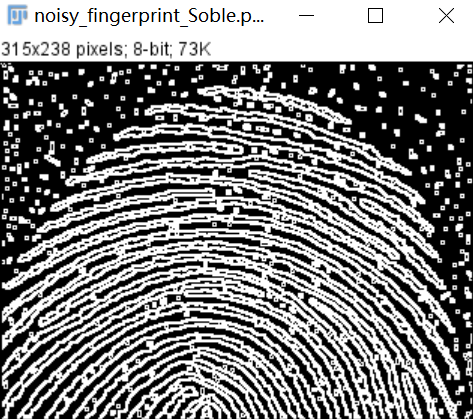 noisy_fingerprint_Soble.p...
315x238 pixels; 8-bit; 73K